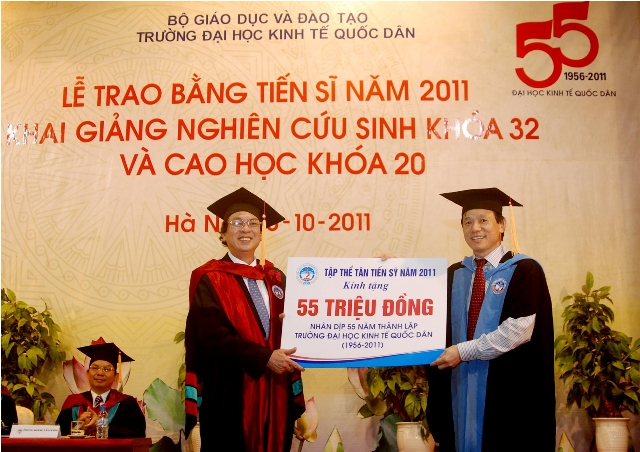 BỘ GIÁO DỤC VÀ ĐÀO TẠO
TRƯỜNG ĐẠI HỌC KINH TẾ QUỐC DÂN
55
1956-2011
ĐẠI HỌC KINH TẾ QUỐC DÂN
LỄ TRAO BẰNG TIẾN SĨ NĂM 2011
KHAI GIẢNG NGHIÊN CỨU SINH KHÓA 32
VÀ CAO HỌC KHÓA 20
Hà N -10-2011
TẬP THỂ TÂN TIẾN SỸ NĂM 2011
Kính tặng
55 TRIỆU ĐỒNG
NHÂN DỊP 55 NĂM THÀNH LẬP
TRƯỜNG ĐẠI HỌC KINH TẾ QUỐC DÂN
(1956-2011)